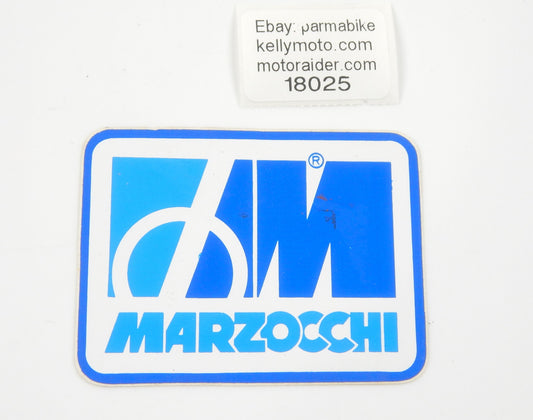 Ebay: parmabike
kellymoto.com
motoraider.com
18025
M®
MARZOCCHI